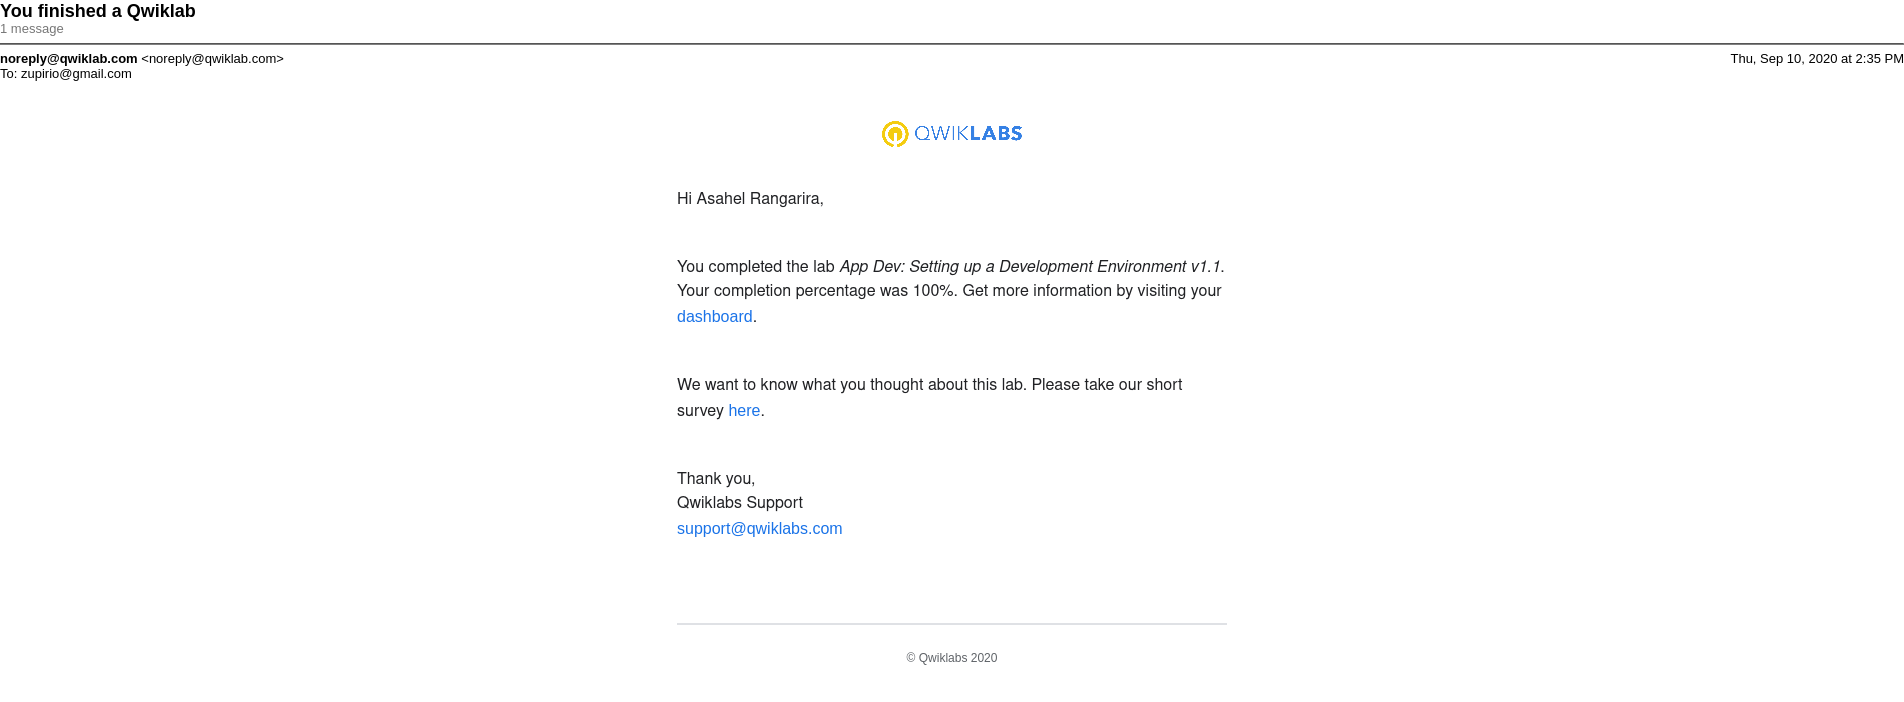 You finished a Qwiklab
1 message
noreply@qwiklab.com <noreply@qwiklab.com> Thu, Sep 10, 2020 at 2:35 PM
To: zupirio@gmail.com
QWIKLABS
Hi Asahel Rangarira,
You completed the lab App Dev: Setting up a Development Environment v1.1.
Your completion percentage was 100%. Get more information by visiting your
dashboard.
We want to know what you thought about this lab. Please take our short
survey here.
Thank you,
Qwiklabs Support
support@qwiklabs.com
© Qwiklabs 2020